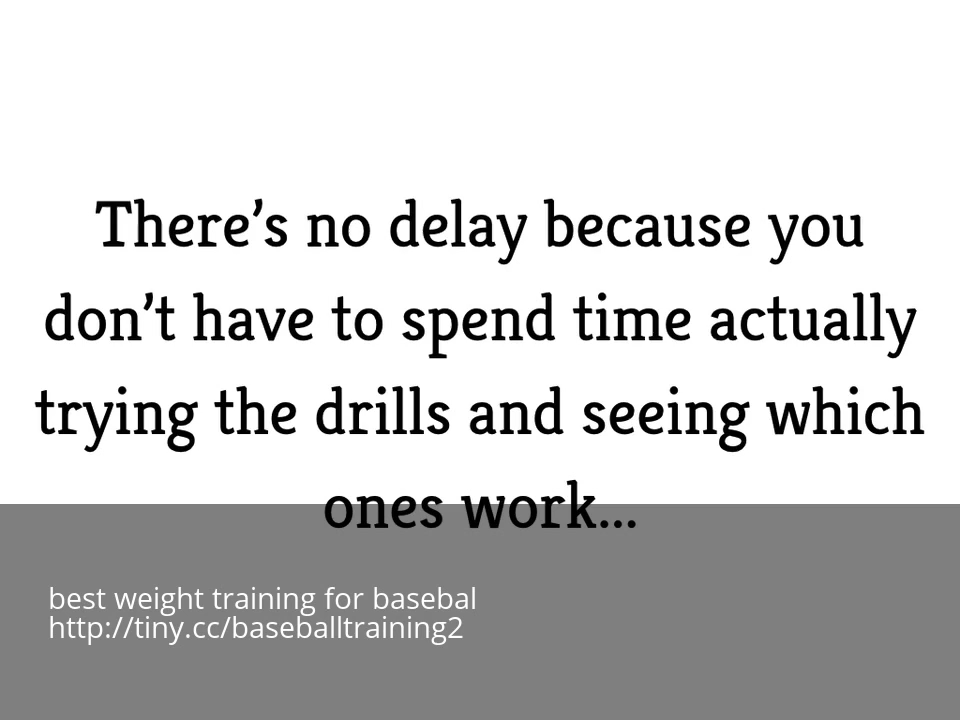 There’s no delay because you
don’t have to spend time actually
trying the drills and seeing which
ones work...
best weight training for basebal
http://tiny.cc/baseballtraining2